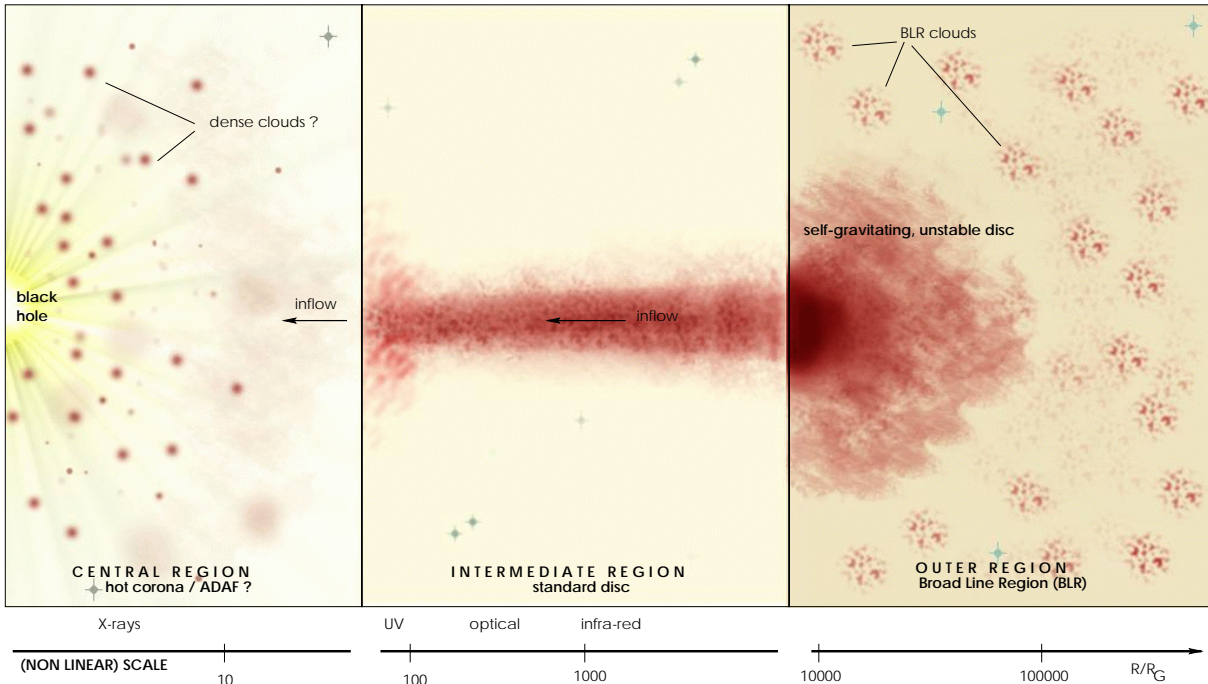 BLR clouds
dense clouds ?
self-gravitating, unstable disc
black
hole
inflow
inflow
CENTRAL REGION
hot corona / ADAF ?
INTERMEDIATE REGION
standard disc
OUTER REGION
Broad Line Region (BLR)
X-rays
UV
optical
infra-red
(NON LINEAR) SCALE
10
100
1000
10000
100000
R/RG